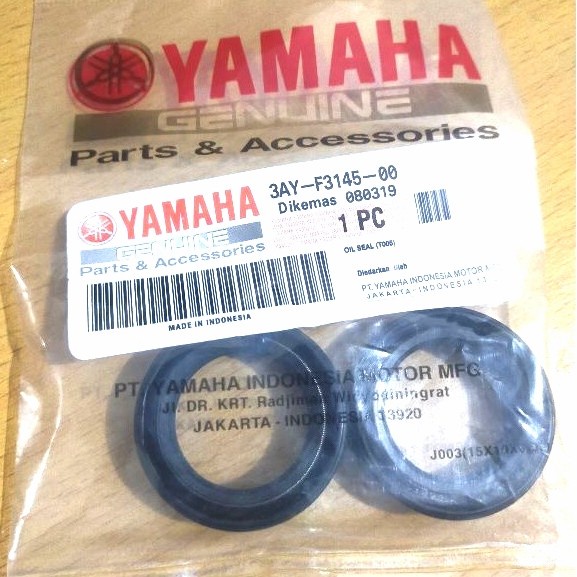 YAMAHA
GENUINE
Parts & Accessories
3AY-F3145-00
Dikemas 080319
1 PC
YAMAHA
GENUINE
Parts & Accessories
OIL SEAL (T005)
Diedarkan oleh
PT. YAMAHA INDONESIA MOTOR
JAKARTA-INDONESIA
MADE IN INDONESIA
PT. YAMAHA INDONESIA MOTOR MFG.
Jl. DR. KRT. Radjiman
JAKARTA - INDONESIA 13920